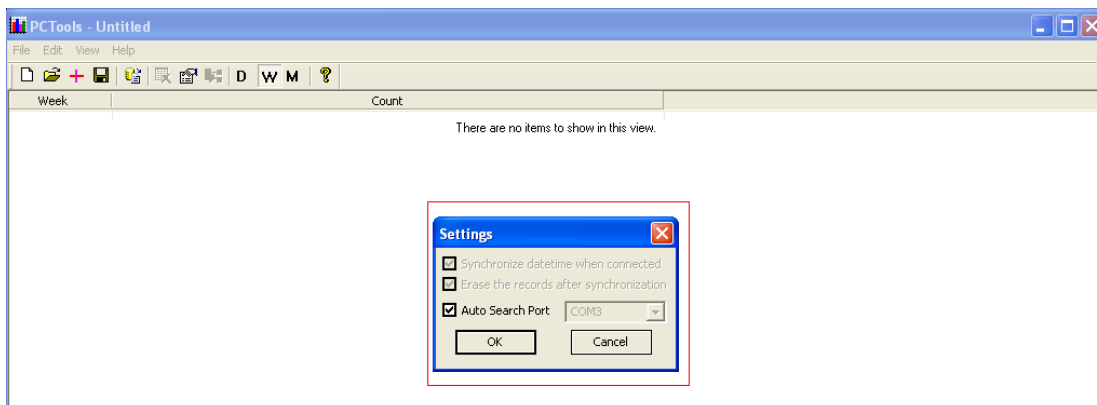 PCTools - Untitled
File Edit View Help
D W M
Week Count
There are no items to show in this view.
Settings
Synchronize datetime when connected
Erase the records after synchronization
Auto Search Port COM3
OK Cancel